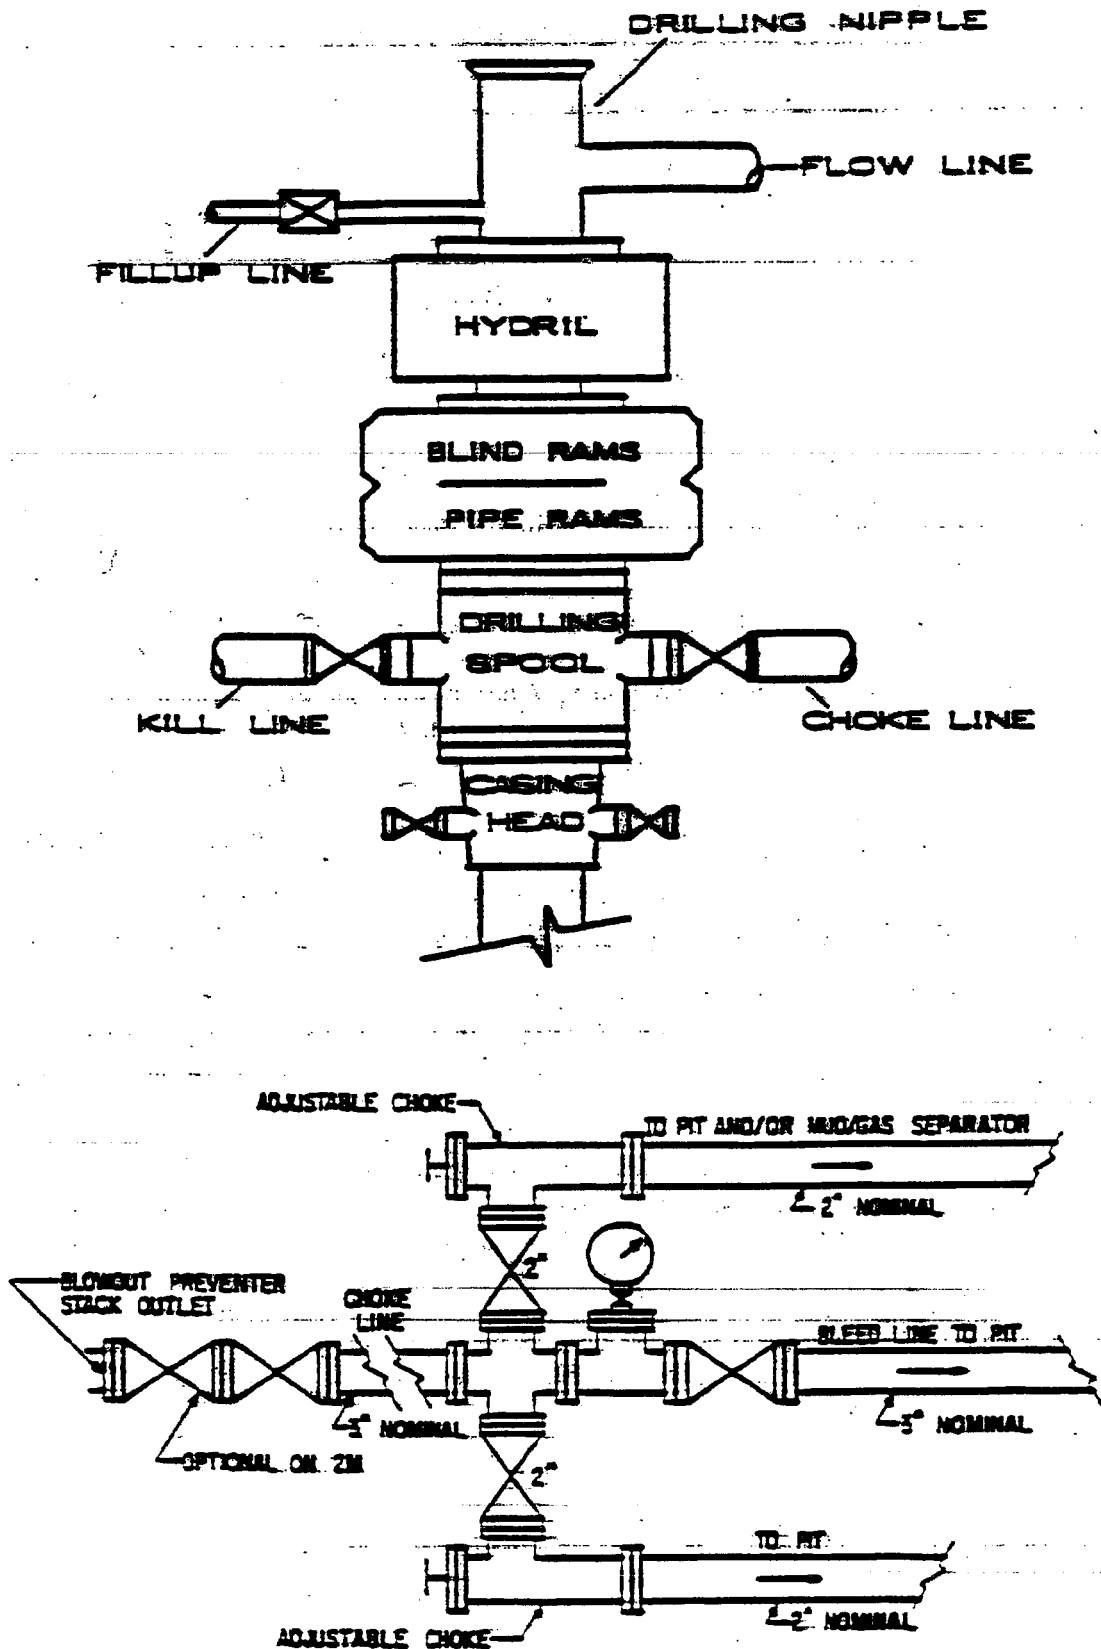 DRILLING NIPPLE
FLOW LINE
FILLUP LINE
HYDRIL
BLIND RAMS
PIPE RAMS
DRILLING
SPOOL
KILL LINE
CHOKE LINE
CASING
HEAD
ADJUSTABLE CHOKE
TO PIT AND/OR MUD/GAS SEPARATOR
2" NOMINAL
2"
BLOWOUT PREVENTER
STACK OUTLET
CHOKE
LINE
BLEED LINE TO PIT
3" NOMINAL
3" NOMINAL
OPTIONAL ON 2M
2"
TO PIT
2" NOMINAL
ADJUSTABLE CHOKE